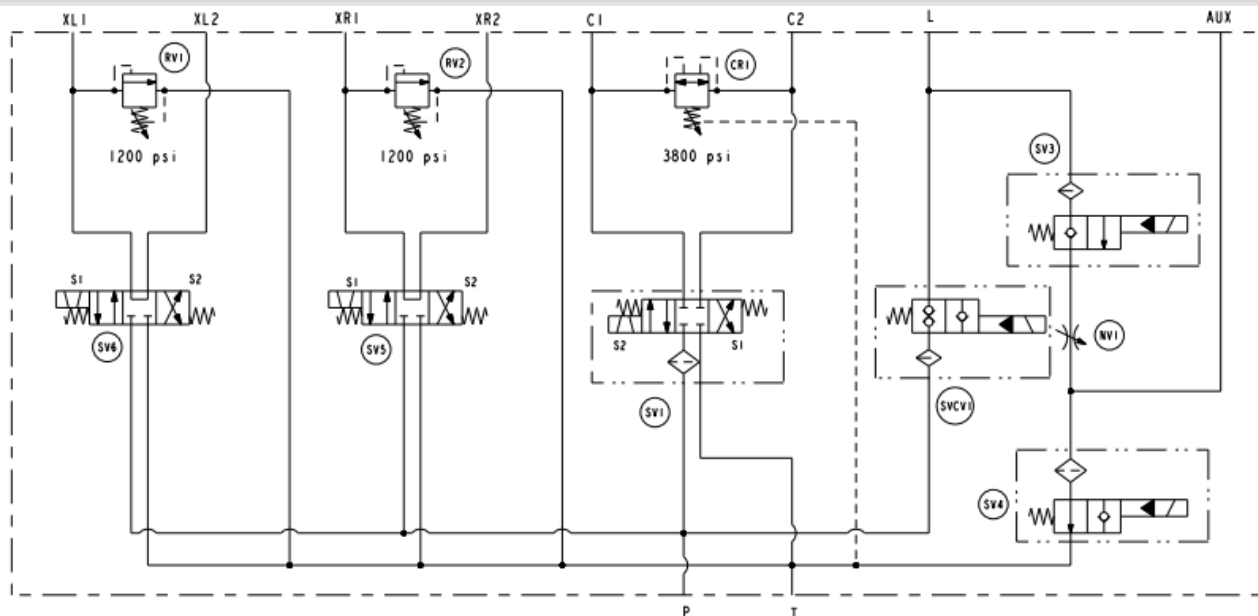 XL1 XL2 XR1 XR2 C1 C2 L AUX
RV1 RV2 CR1
1200 psi 1200 psi 3800 psi
SV3
S1 S2 S1 S2
S2 S1
SV6 SV5 NV1
SV1 SVCV1
SV4
P T